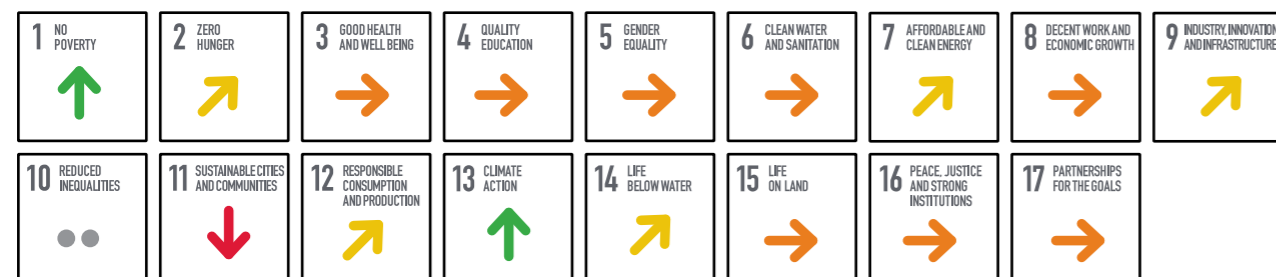 1 NO
POVERTY
2 ZERO
HUNGER
3 GOOD HEALTH
AND WELL BEING
4 QUALITY
EDUCATION
5 GENDER
EQUALITY
6 CLEAN WATER
AND SANITATION
7 AFFORDABLE AND
CLEAN ENERGY
8 DECENT WORK AND
ECONOMIC GROWTH
9 INDUSTRY, INNOVATION
AND INFRASTRUCTURE
10 REDUCED
INEQUALITIES
11 SUSTAINABLE CITIES
AND COMMUNITIES
12 RESPONSIBLE
CONSUMPTION
AND PRODUCTION
13 CLIMATE
ACTION
14 LIFE
BELOW WATER
15 LIFE
ON LAND
16 PEACE, JUSTICE
AND STRONG
INSTITUTIONS
17 PARTNERSHIPS
FOR THE GOALS